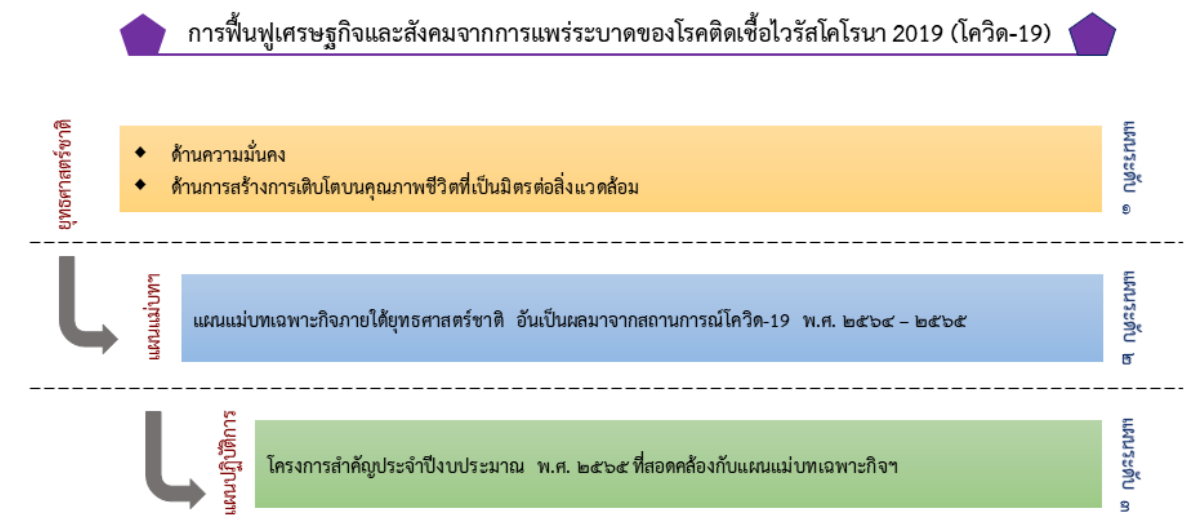 การฟื้นฟูเศรษฐกิจและสังคมจากการแพร่ระบาดของโรคติดเชื้อไวรัสโคโรนา 2019 (โควิด-19)
ยุทธศาสตร์ชาติ
◆ ด้านความมั่นคง
◆ ด้านการสร้างการเติบโตบนคุณภาพชีวิตที่เป็นมิตรต่อสิ่งแวดล้อม
แผนระดับ ๑
แผนแม่บทฯ
แผนแม่บทเฉพาะกิจภายใต้ยุทธศาสตร์ชาติ อันเป็นผลมาจากสถานการณ์โควิด-19 พ.ศ. ๒๕๖๔ – ๒๕๖๕
แผนระดับ ๒
แผนปฏิบัติการ
โครงการสำคัญประจำปีงบประมาณ พ.ศ. ๒๕๖๕ ที่สอดคล้องกับแผนแม่บทเฉพาะกิจฯ
แผนระดับ ๓